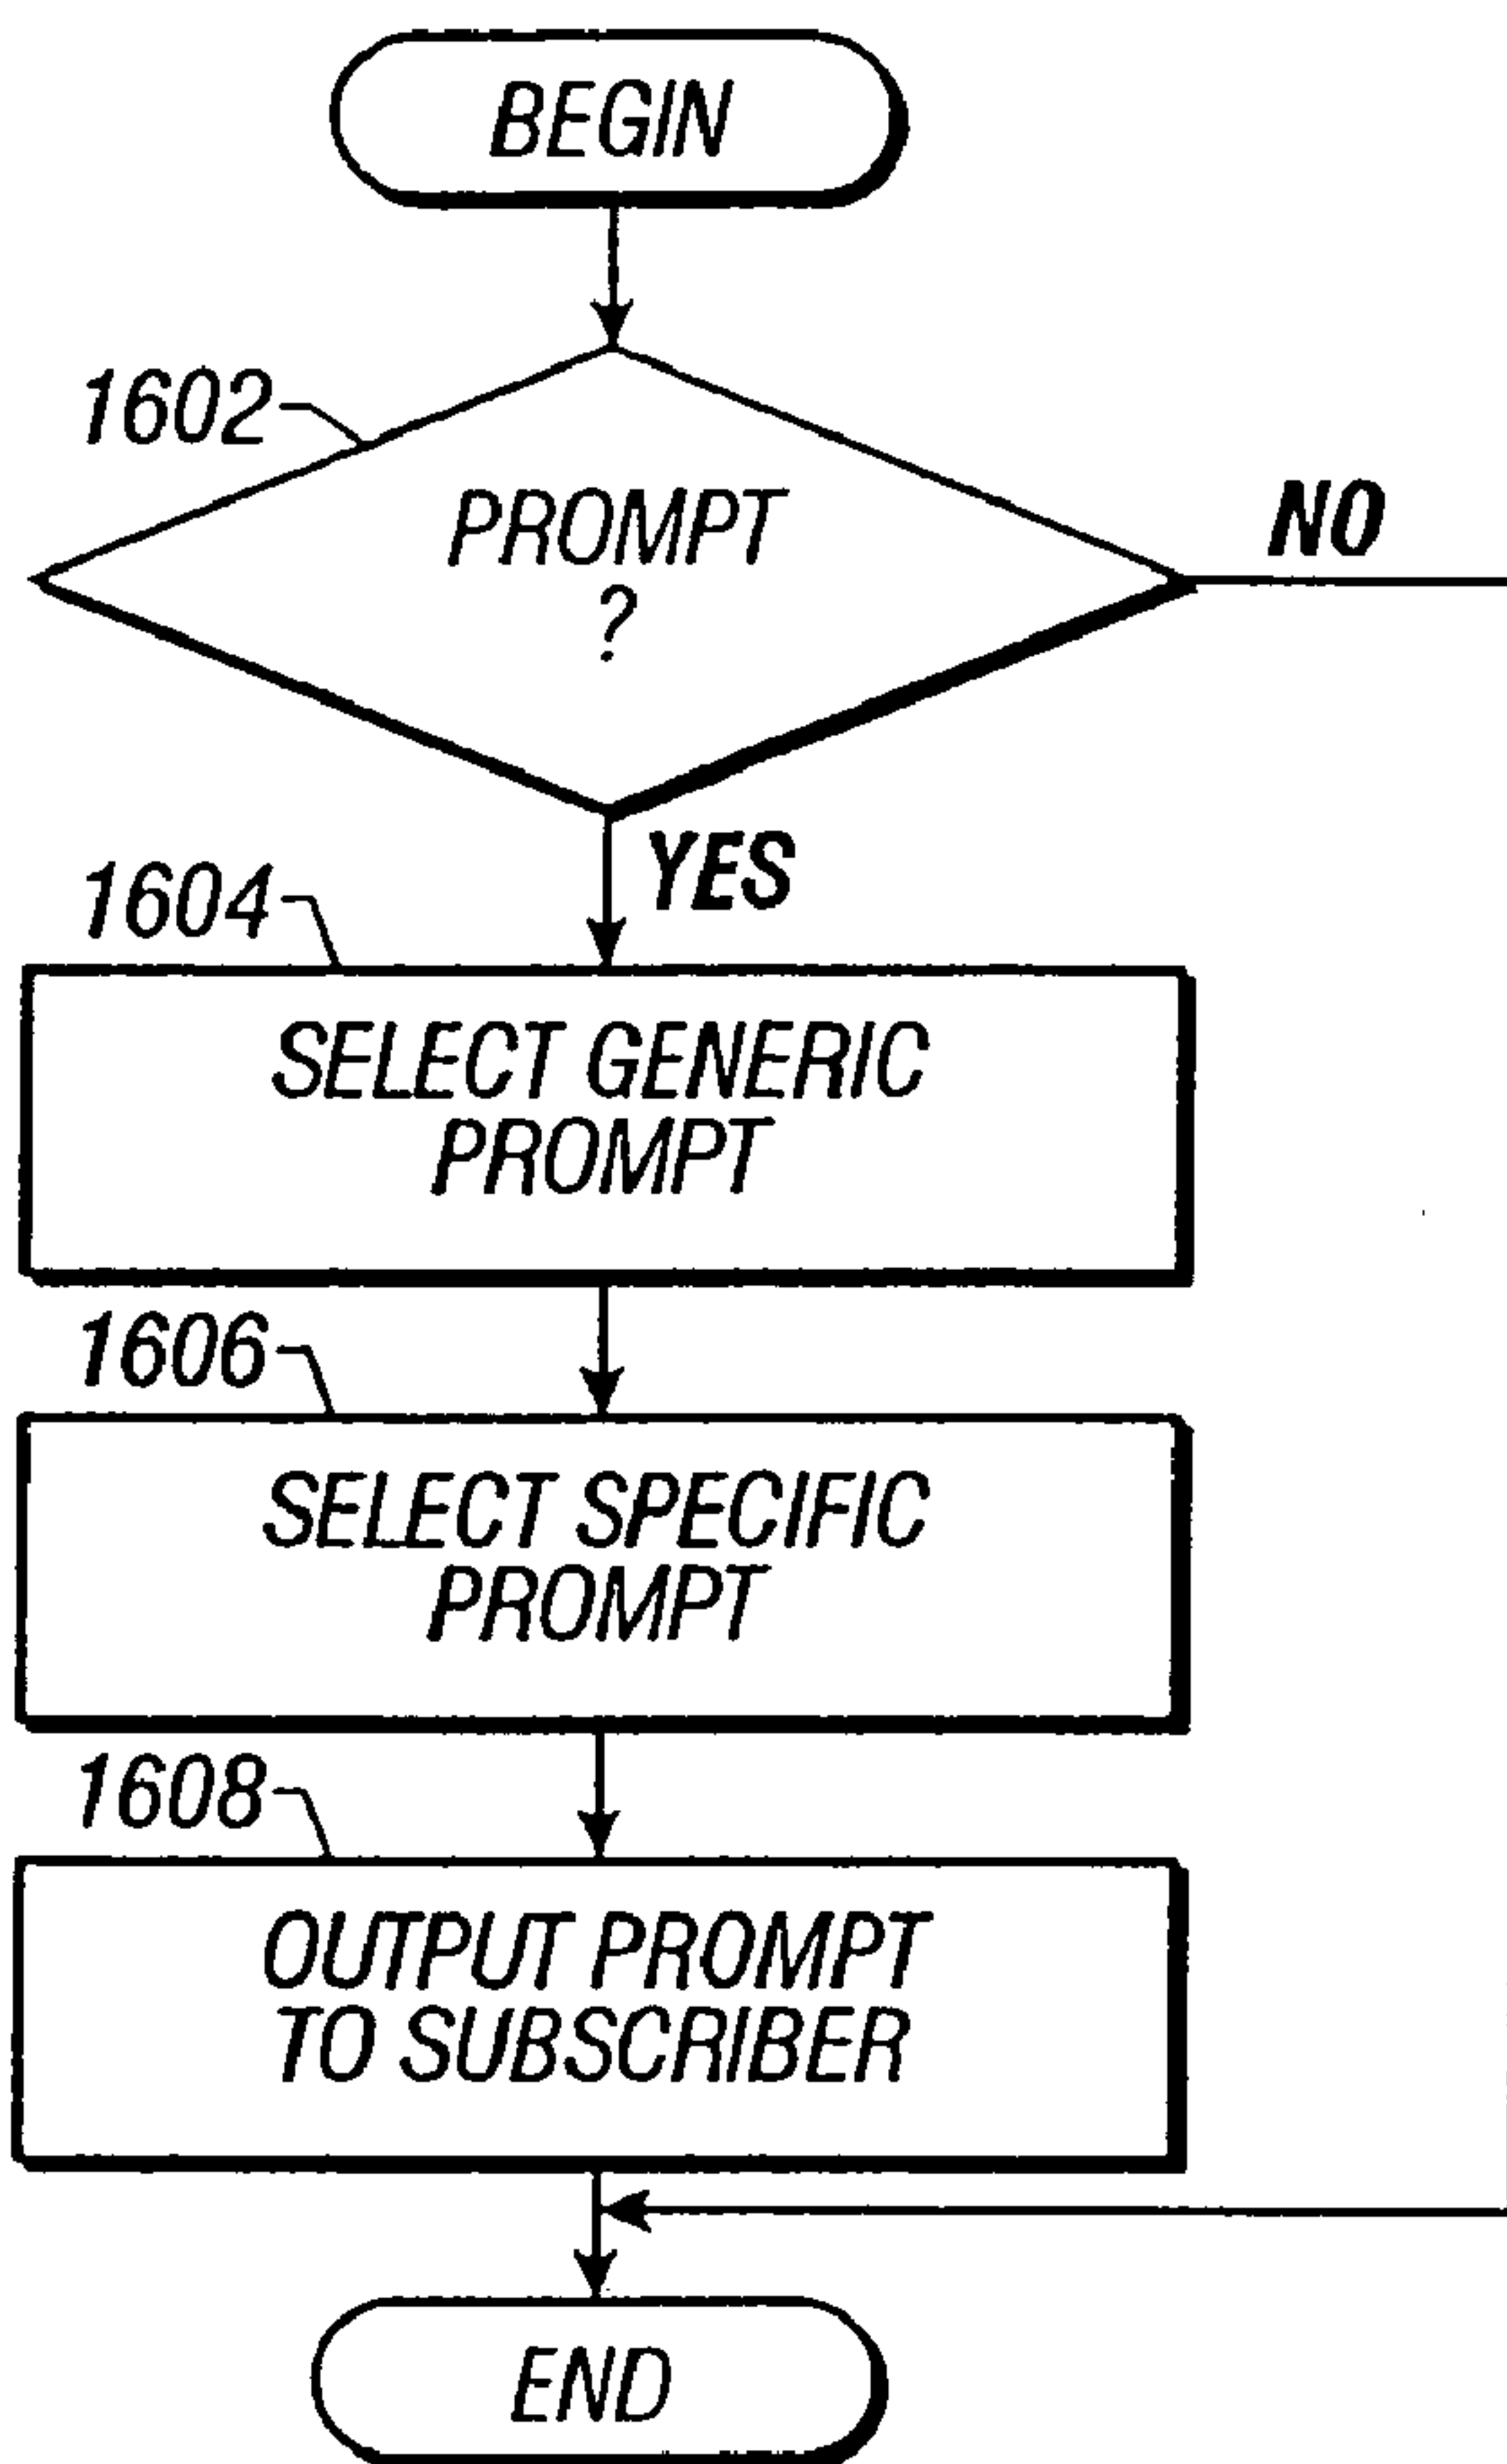 BEGIN
1602
PROMPT
?
NO
YES
1604
SELECT GENERIC
PROMPT
1606
SELECT SPECIFIC
PROMPT
1608
OUTPUT PROMPT
TO SUBSCRIBER
END